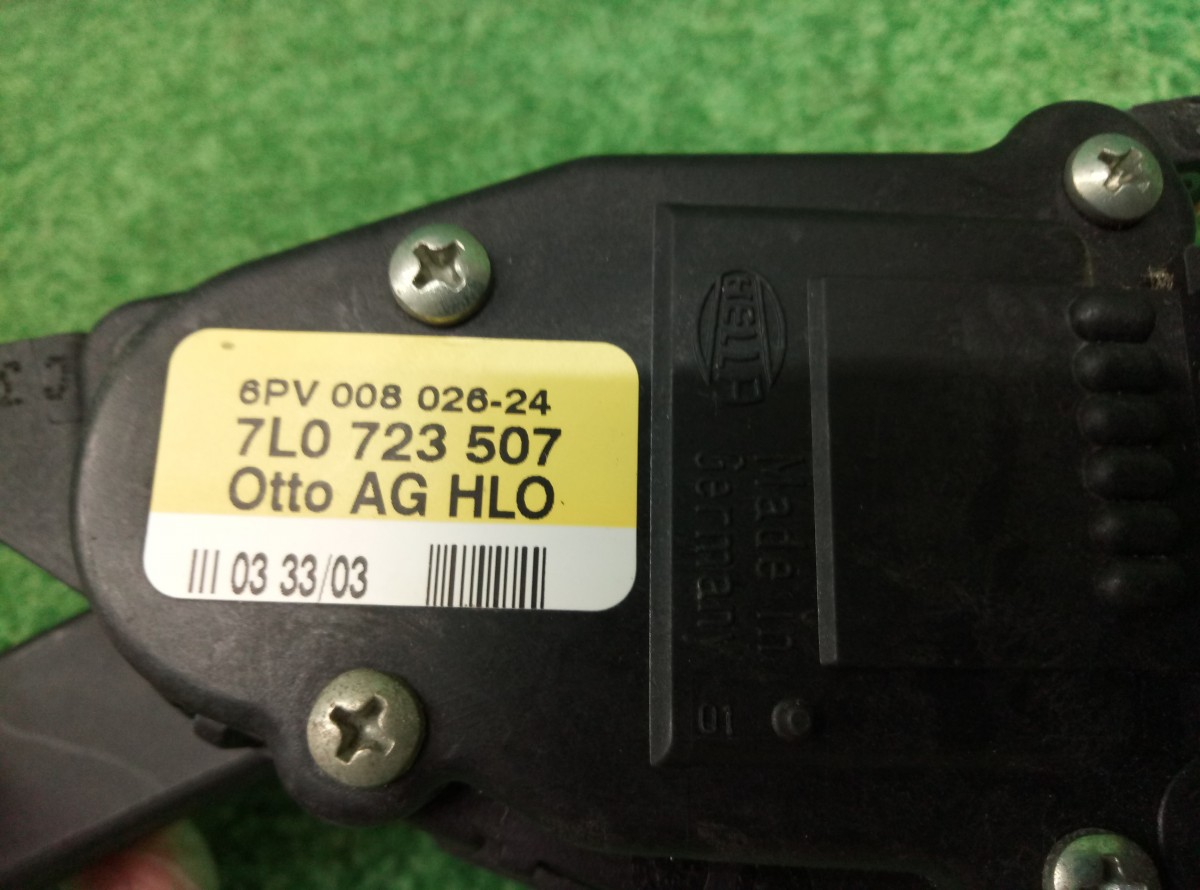 6PV 008 026-24
7L0 723 507
Otto AG HLO
03 33/03
HELLA
Made in
Germany
01